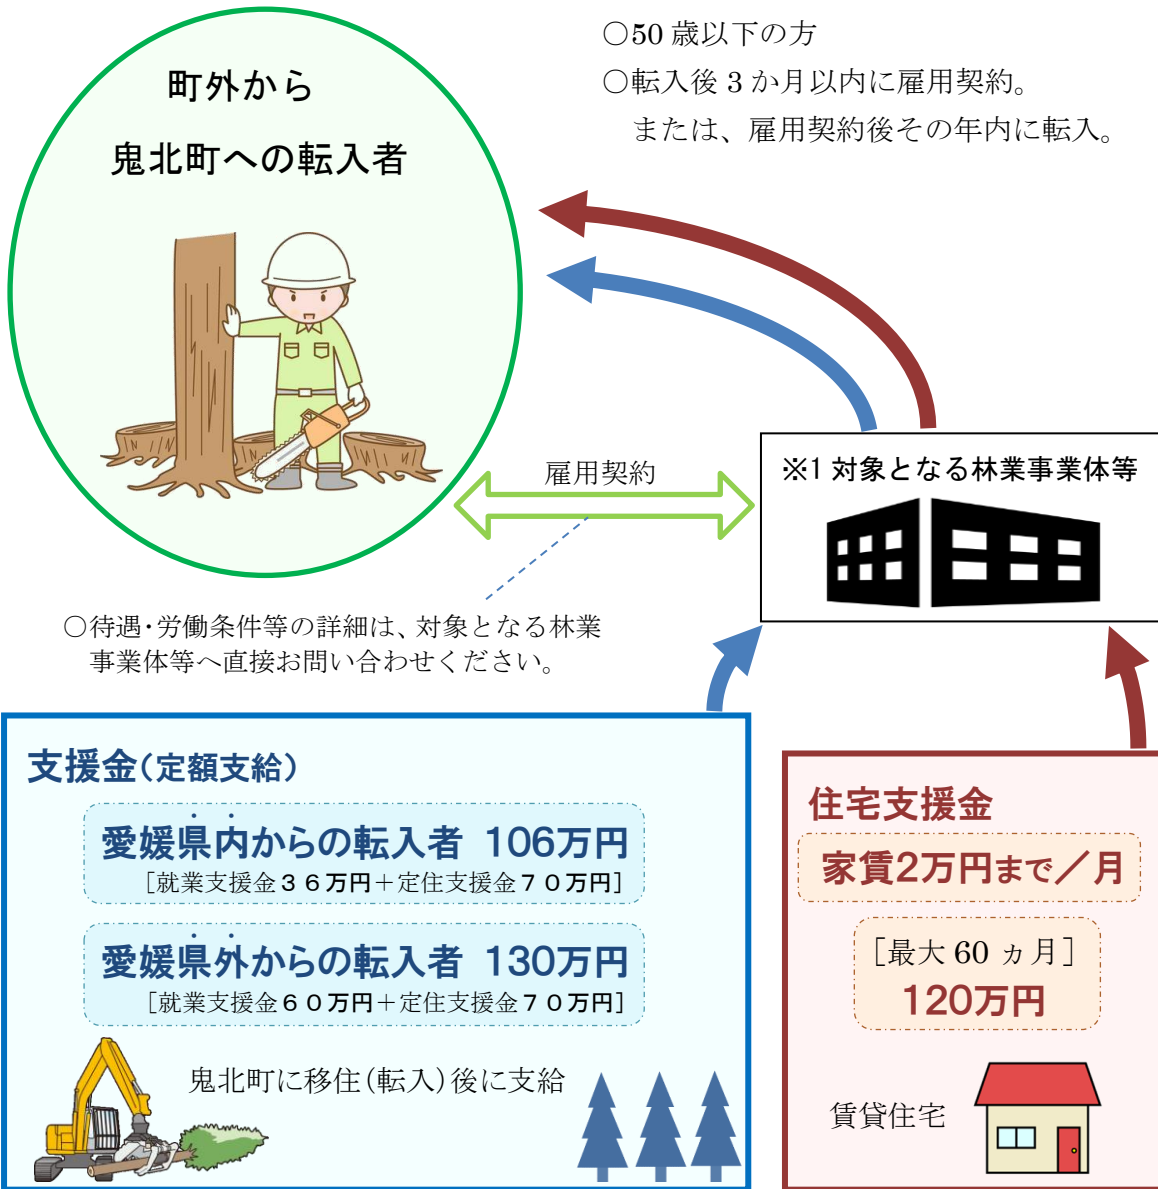 町外から
鬼北町への転入者
○50歳以下の方
○転入後3か月以内に雇用契約。
または、雇用契約後その年内に転入。
雇用契約
※1 対象となる林業事業体等
○待遇・労働条件等の詳細は、対象となる林業
事業体等へ直接お問い合わせください。
支援金(定額支給)
愛媛県内からの転入者 106万円
[就業支援金36万円+定住支援金70万円]
愛媛県外からの転入者 130万円
[就業支援金60万円+定住支援金70万円]
鬼北町に移住(転入)後に支給
住宅支援金
家賃2万円まで/月
[最大60ヵ月]
120万円
賃貸住宅